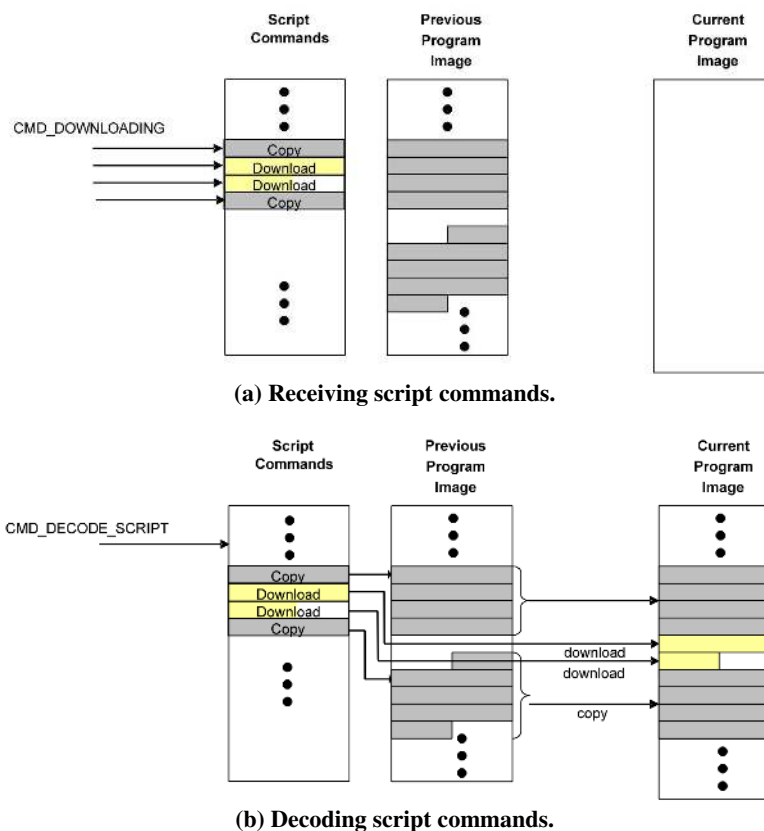 Script
Commands
Previous
Program
Image
Current
Program
Image
CMD_DOWNLOADING
Copy
Download
Download
Copy
(a) Receiving script commands.
Script
Commands
Previous
Program
Image
Current
Program
Image
CMD_DECODE_SCRIPT
Copy
Download
Download
Copy
download
download
copy
(b) Decoding script commands.